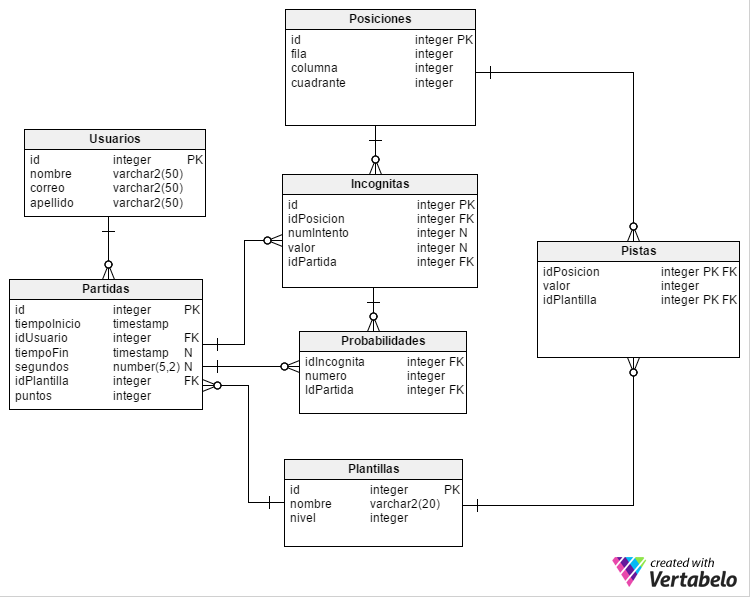 Posiciones
id integer PK
fila integer
columna integer
cuadrante integer
Usuarios
id integer PK
nombre varchar2(50)
correo varchar2(50)
apellido varchar2(50)
Incognitas
id integer PK
idPosicion integer FK
numIntento integer N
valor integer N
idPartida integer FK
Pistas
idPosicion integer PK FK
valor integer
idPlantilla integer PK FK
Partidas
id integer PK
tiempoInicio timestamp
idUsuario integer FK
tiempoFin timestamp N
segundos number(5,2) N
idPlantilla integer FK
puntos integer
Probabilidades
idIncognita integer FK
numero integer
IdPartida integer FK
Plantillas
id integer PK
nombre varchar2(20)
nivel integer
created with
Vertabelo